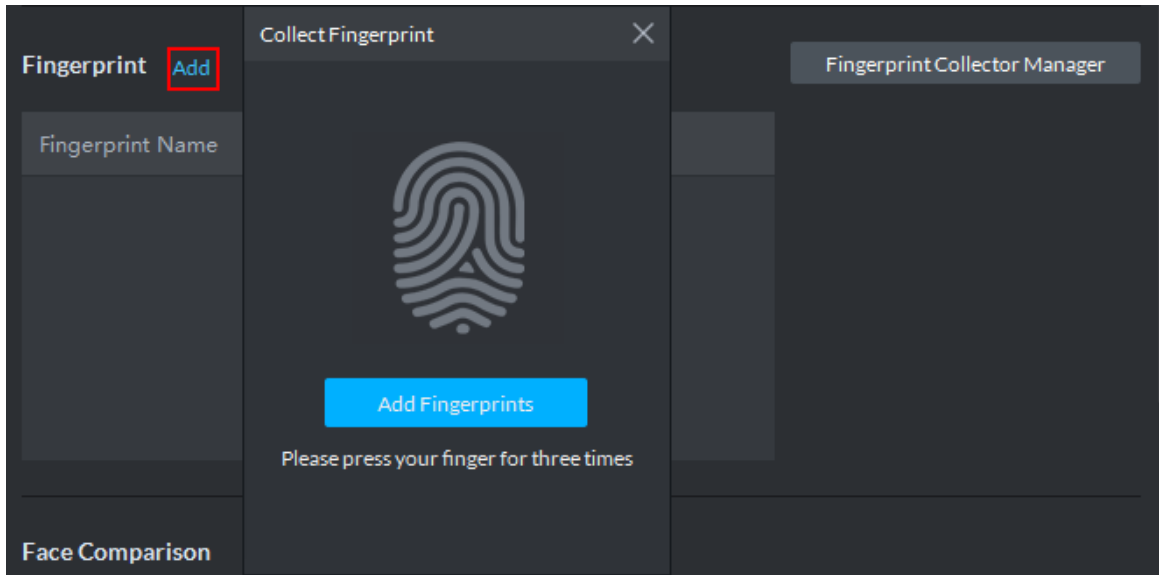 Collect Fingerprint
Fingerprint Add
Fingerprint Collector Manager
Fingerprint Name
Add Fingerprints
Please press your finger for three times
Face Comparison